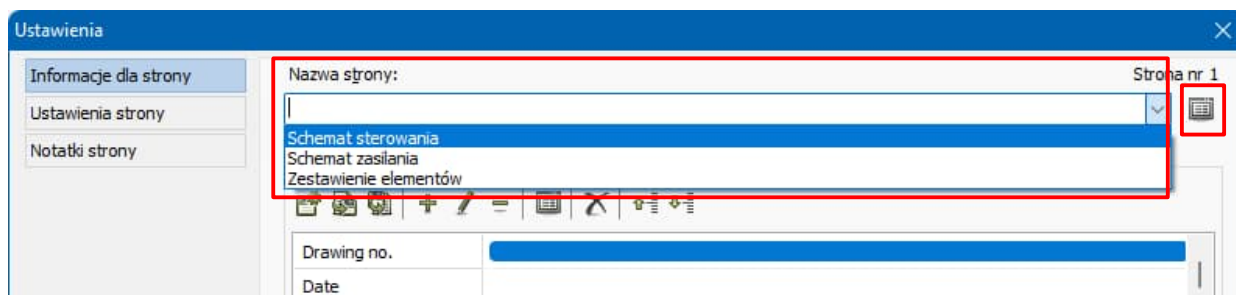 Ustawienia
Informacje dla strony
Ustawienia strony
Notatki strony
Nazwa strony:
Strona nr 1
Schemat sterowania
Schemat zasilania
Zestawienie elementów
Drawing no.
Date